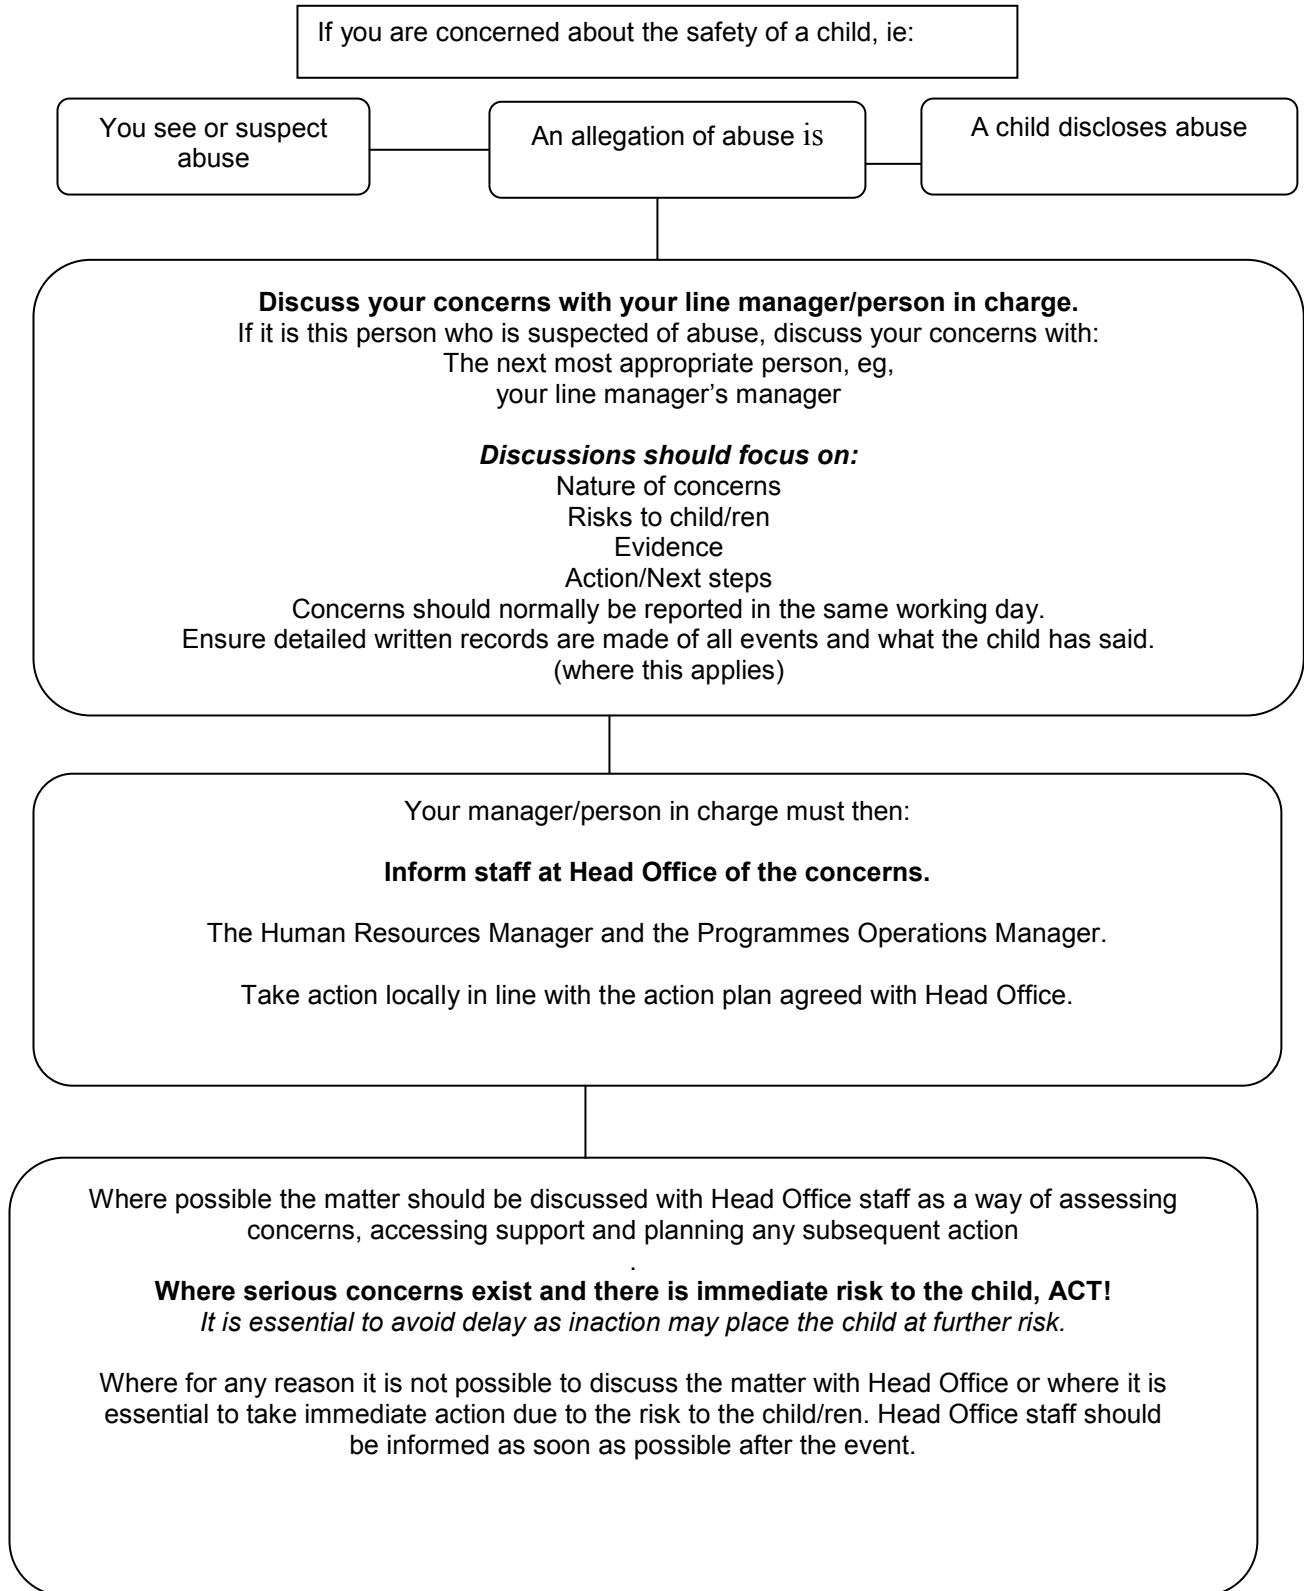 If you are concerned about the safety of a child, ie:
You see or suspect
abuse
An allegation of abuse is
A child discloses abuse
Discuss your concerns with your line manager/person in charge.
If it is this person who is suspected of abuse, discuss your concerns with:
The next most appropriate person, eg,
your line manager's manager
Discussions should focus on:
Nature of concerns
Risks to child/ren
Evidence
Action/Next steps
Concerns should normally be reported in the same working day.
Ensure detailed written records are made of all events and what the child has said.
(where this applies)
Your manager/person in charge must then:
Inform staff at Head Office of the concerns.
The Human Resources Manager and the Programmes Operations Manager.
Take action locally in line with the action plan agreed with Head Office.
Where possible the matter should be discussed with Head Office staff as a way of assessing
concerns, accessing support and planning any subsequent action
.
Where serious concerns exist and there is immediate risk to the child, ACT!
It is essential to avoid delay as inaction may place the child at further risk.
Where for any reason it is not possible to discuss the matter with Head Office or where it is
essential to take immediate action due to the risk to the child/ren. Head Office staff should
be informed as soon as possible after the event.